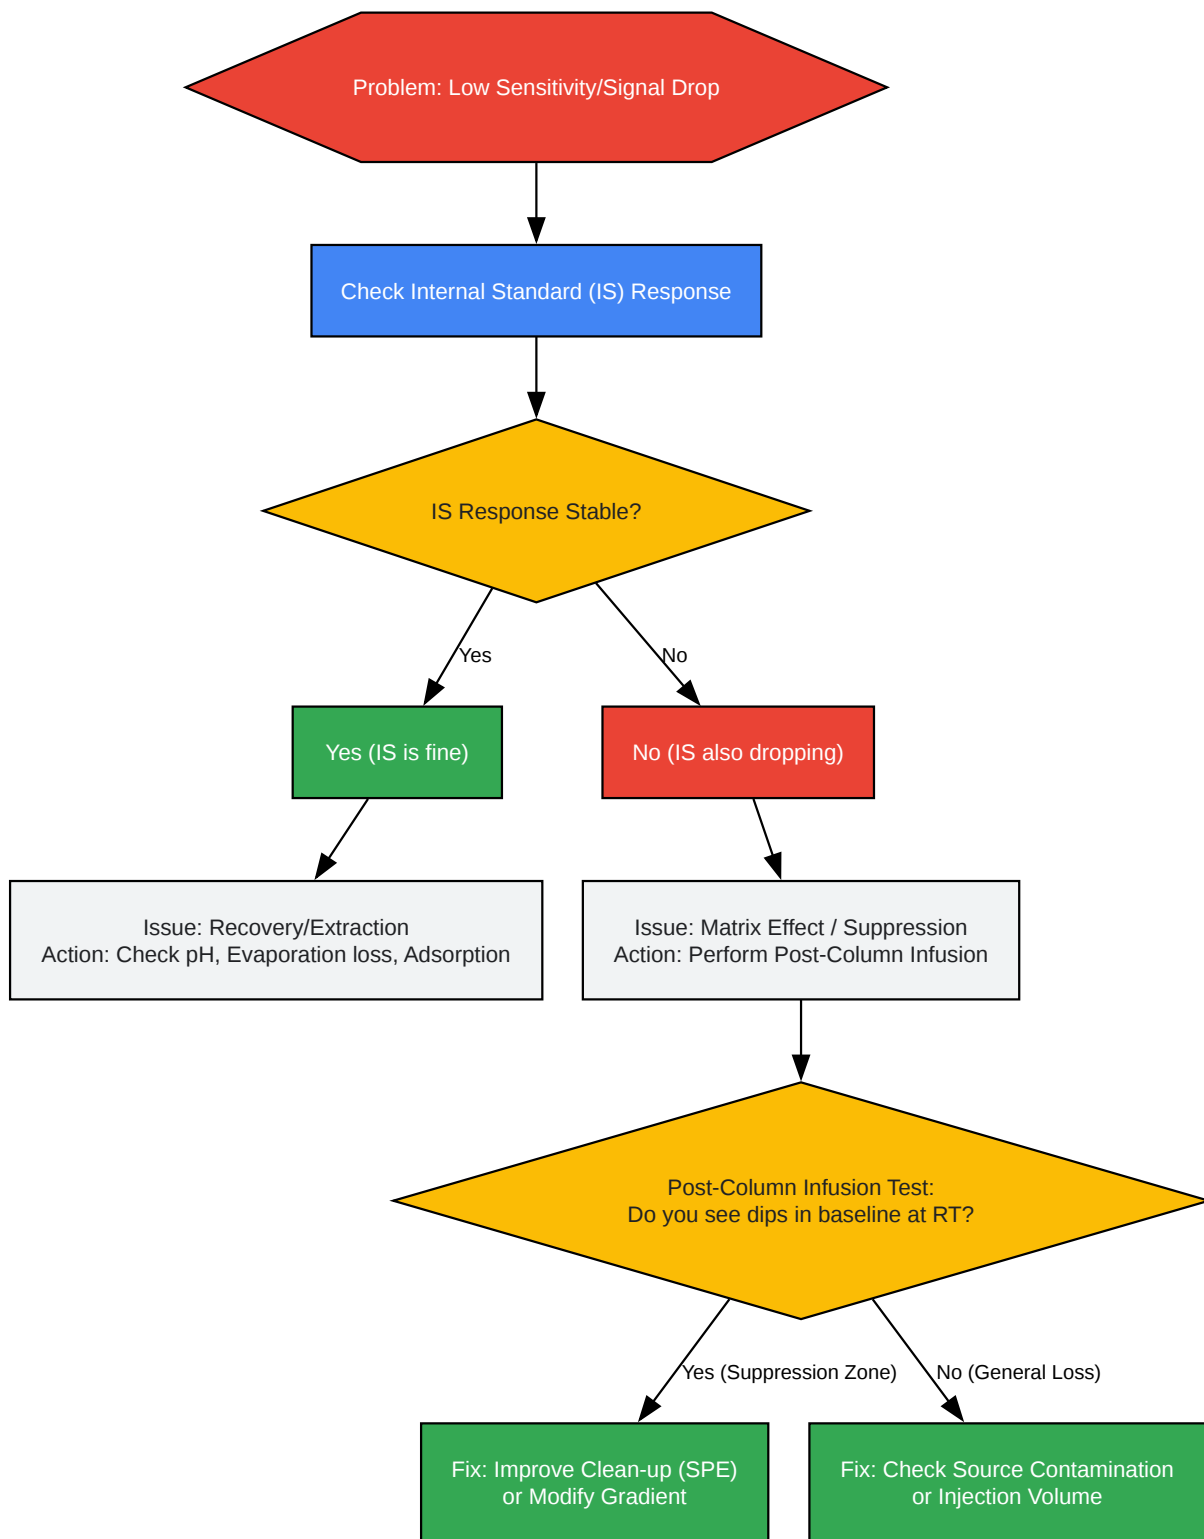 Problem: Low Sensitivity/Signal Drop
Check Internal Standard (IS) Response
IS Response Stable?
Yes
No
Yes (IS is fine)
No (IS also dropping)
Issue: Recovery/Extraction
Action: Check pH, Evaporation loss, Adsorption
Issue: Matrix Effect / Suppression
Action: Perform Post-Column Infusion
Post-Column Infusion Test:
Do you see dips in baseline at RT?
Yes (Suppression Zone)
No (General Loss)
Fix: Improve Clean-up (SPE)
or Modify Gradient
Fix: Check Source Contamination
or Injection Volume